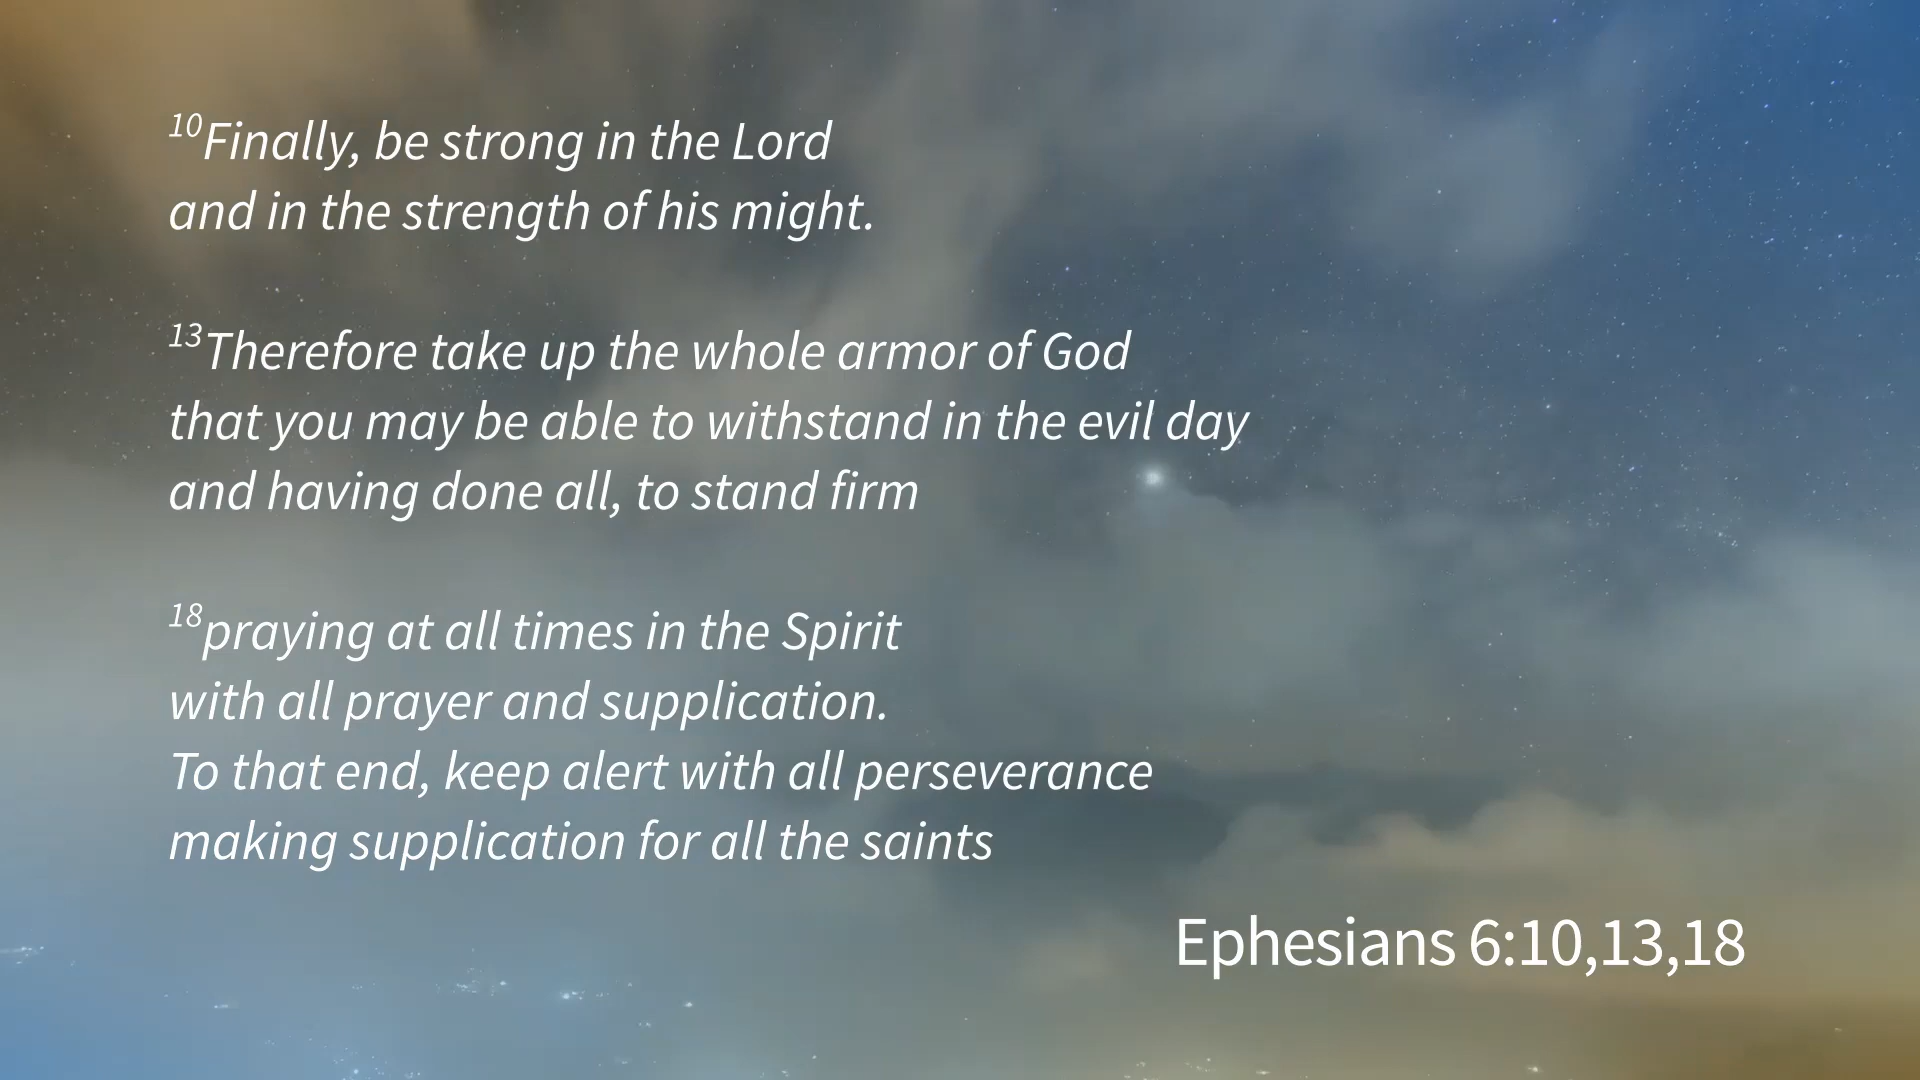 10Finally, be strong in the Lord
and in the strength of his might.
13Therefore take up the whole armor of God
that you may be able to withstand in the evil day
and having done all, to stand firm
18praying at all times in the Spirit
with all prayer and supplication.
To that end, keep alert with all perseverance
making supplication for all the saints
Ephesians 6:10,13,18